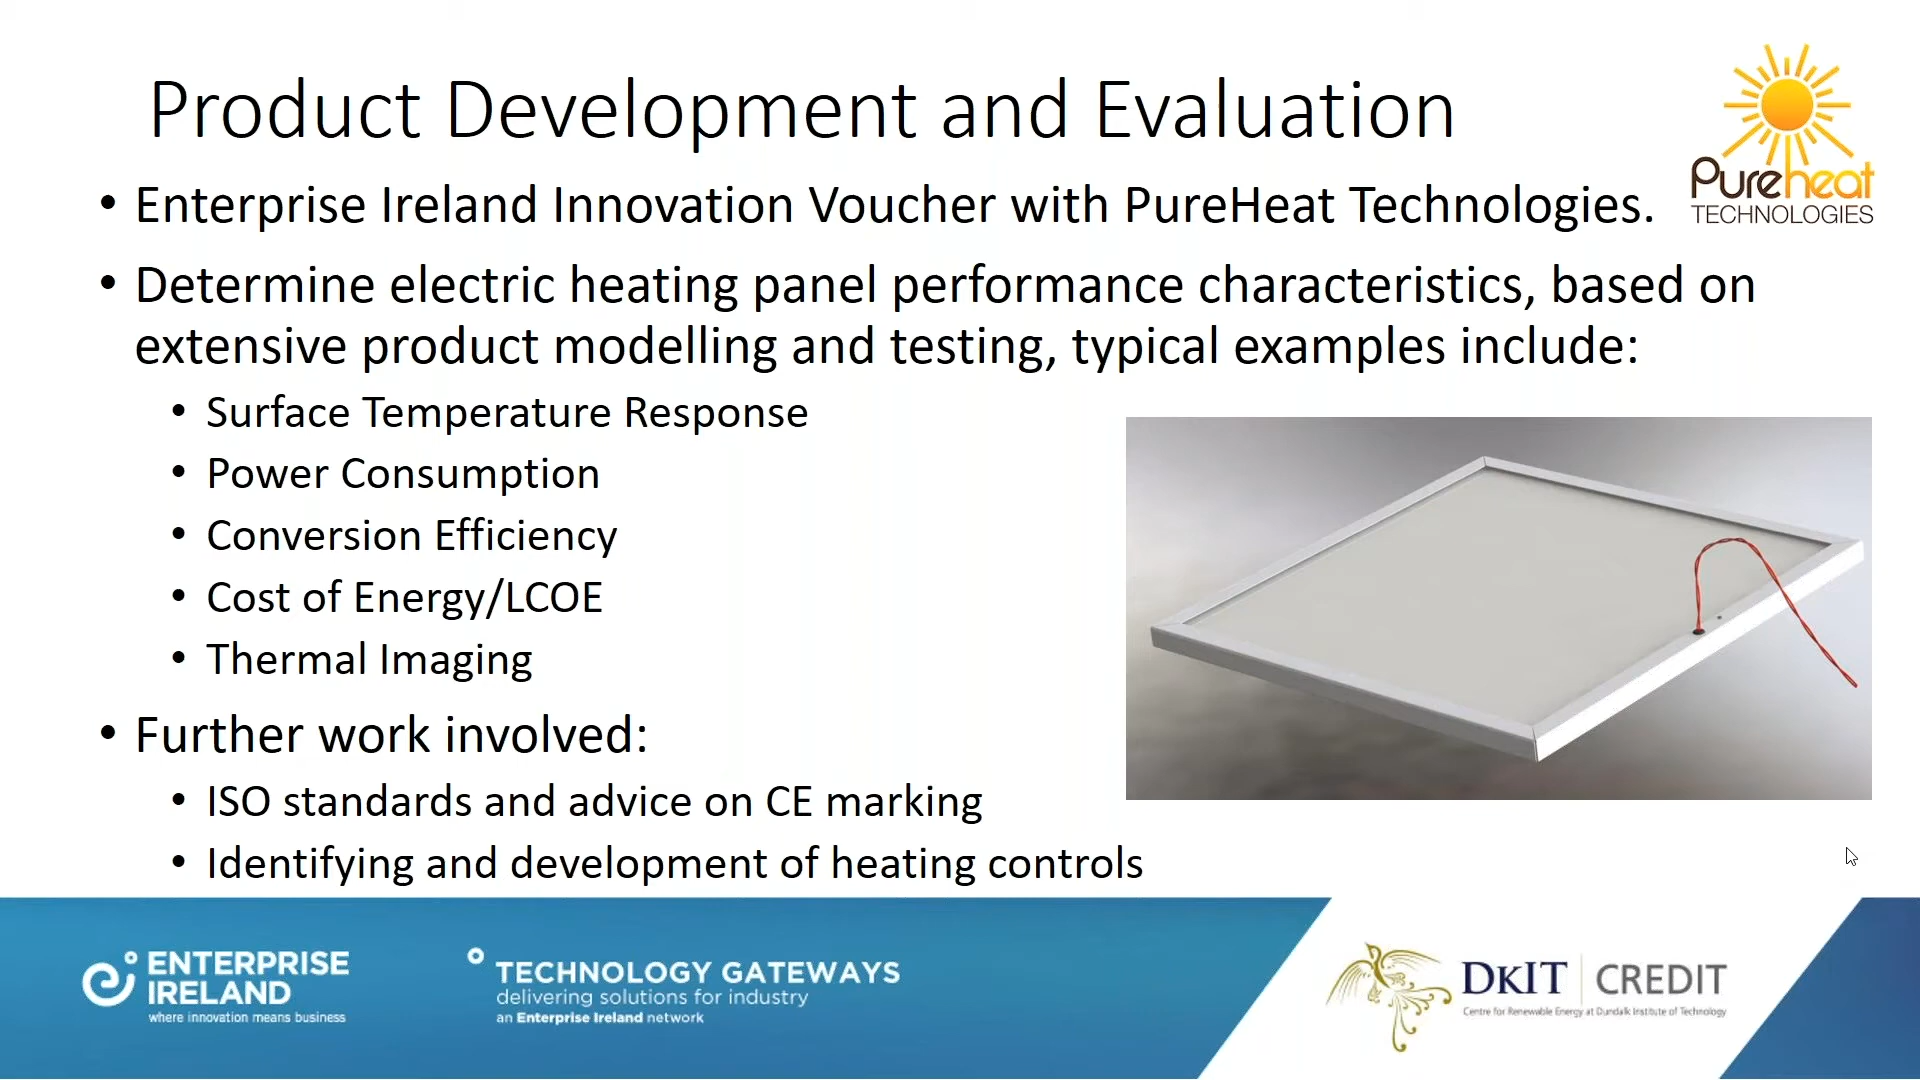 Product Development and Evaluation
Pureheat
TECHNOLOGIES
• Enterprise Ireland Innovation Voucher with PureHeat Technologies.
• Determine electric heating panel performance characteristics, based on
extensive product modelling and testing, typical examples include:
• Surface Temperature Response
• Power Consumption
• Conversion Efficiency
• Cost of Energy/LCOE
• Thermal Imaging
• Further work involved:
• ISO standards and advice on CE marking
• Identifying and development of heating controls
ENTERPRISE
IRELAND
where innovation means business
TECHNOLOGY GATEWAYS
delivering solutions for industry
an Enterprise Ireland network
DkIT CREDIT
Centre for Renewable Energy at Dundalk Institute of Technology